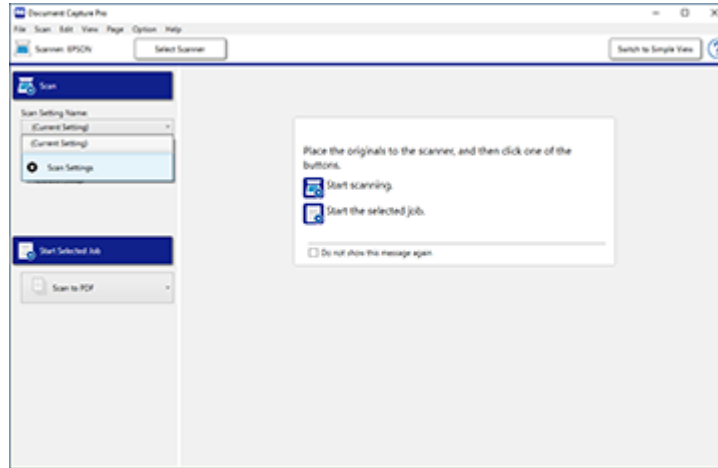 Document Capture Pro
File Scan Edit View Page Option Help
Scanner: EPSON
Select Scanner
Switch to Simple View
?
Scan
Scan Setting Name:
(Current Setting)
(Current Setting)
Scan Settings
Place the originals to the scanner, and then click one of the
buttons.
Start scanning.
Start the selected job.
Do not show this message again
Start Selected Job
Scan to PDF